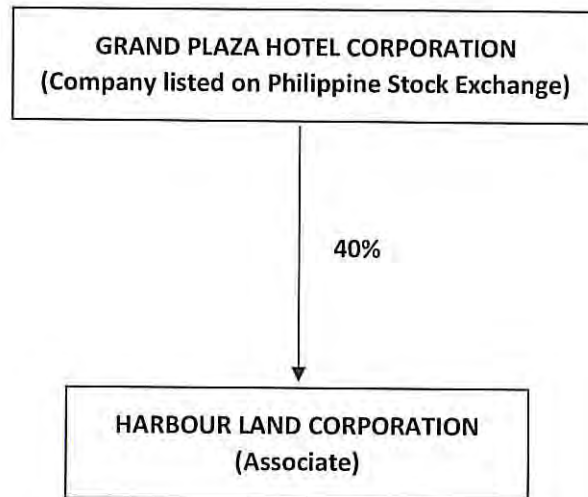 GRAND PLAZA HOTEL CORPORATION
(Company listed on Philippine Stock Exchange)
40%
HARBOUR LAND CORPORATION
(Associate)